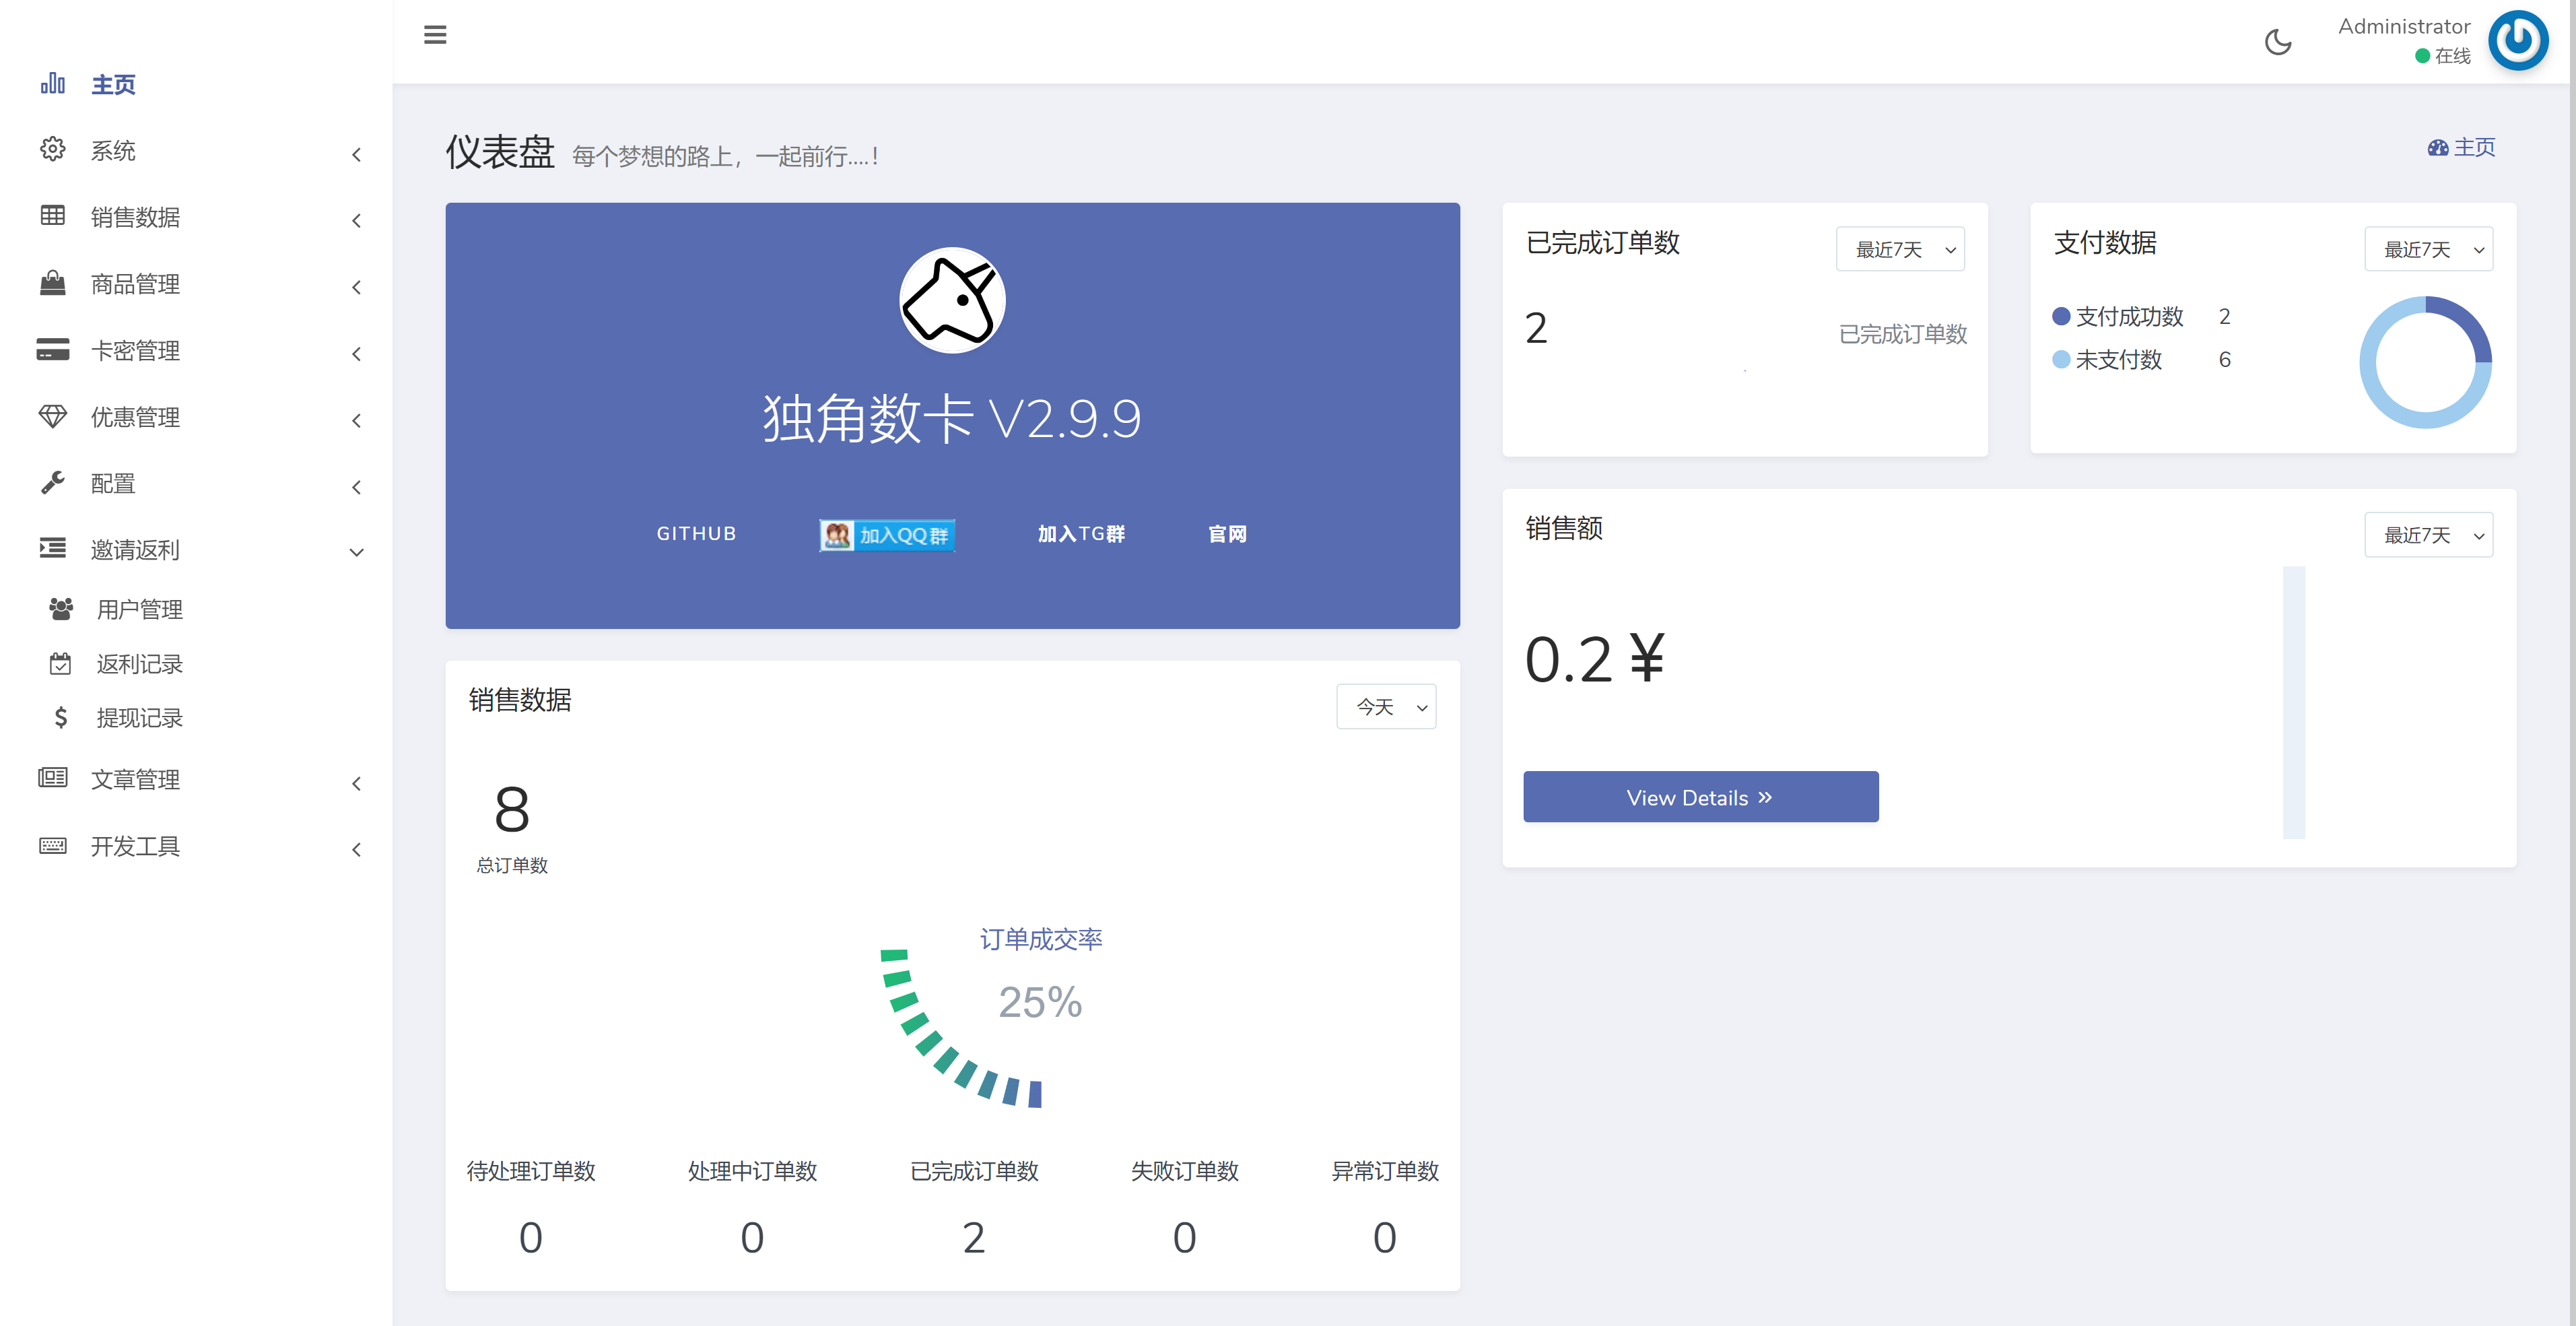 Administrator
在线
主页
系统
销售数据
商品管理
卡密管理
优惠管理
配置
邀请返利
用户管理
返利记录
提现记录
文章管理
开发工具
仪表盘 每个梦想的路上，一起前行....！
主页
独角数卡 V2.9.9
GITHUB 加入QQ群 加入TG群 官网
已完成订单数 最近7天
2 已完成订单数
支付数据 最近7天
支付成功数 2
未支付数 6
销售额 最近7天
0.2 ¥
View Details »
销售数据 今天
8
总订单数
订单成交率
25%
待处理订单数 处理中订单数 已完成订单数 失败订单数 异常订单数
0 0 2 0 0